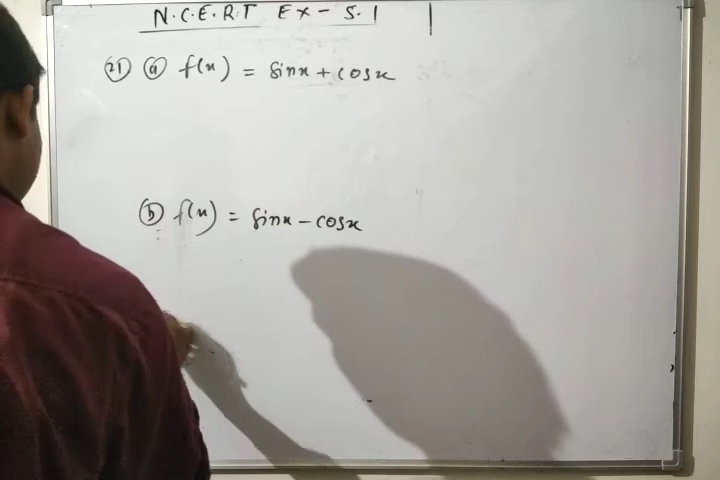 N.C.E.R.T EX - 5.1
(21) (a) f(x) = sinx + cosx
(b) f(x) = sinx - cosx